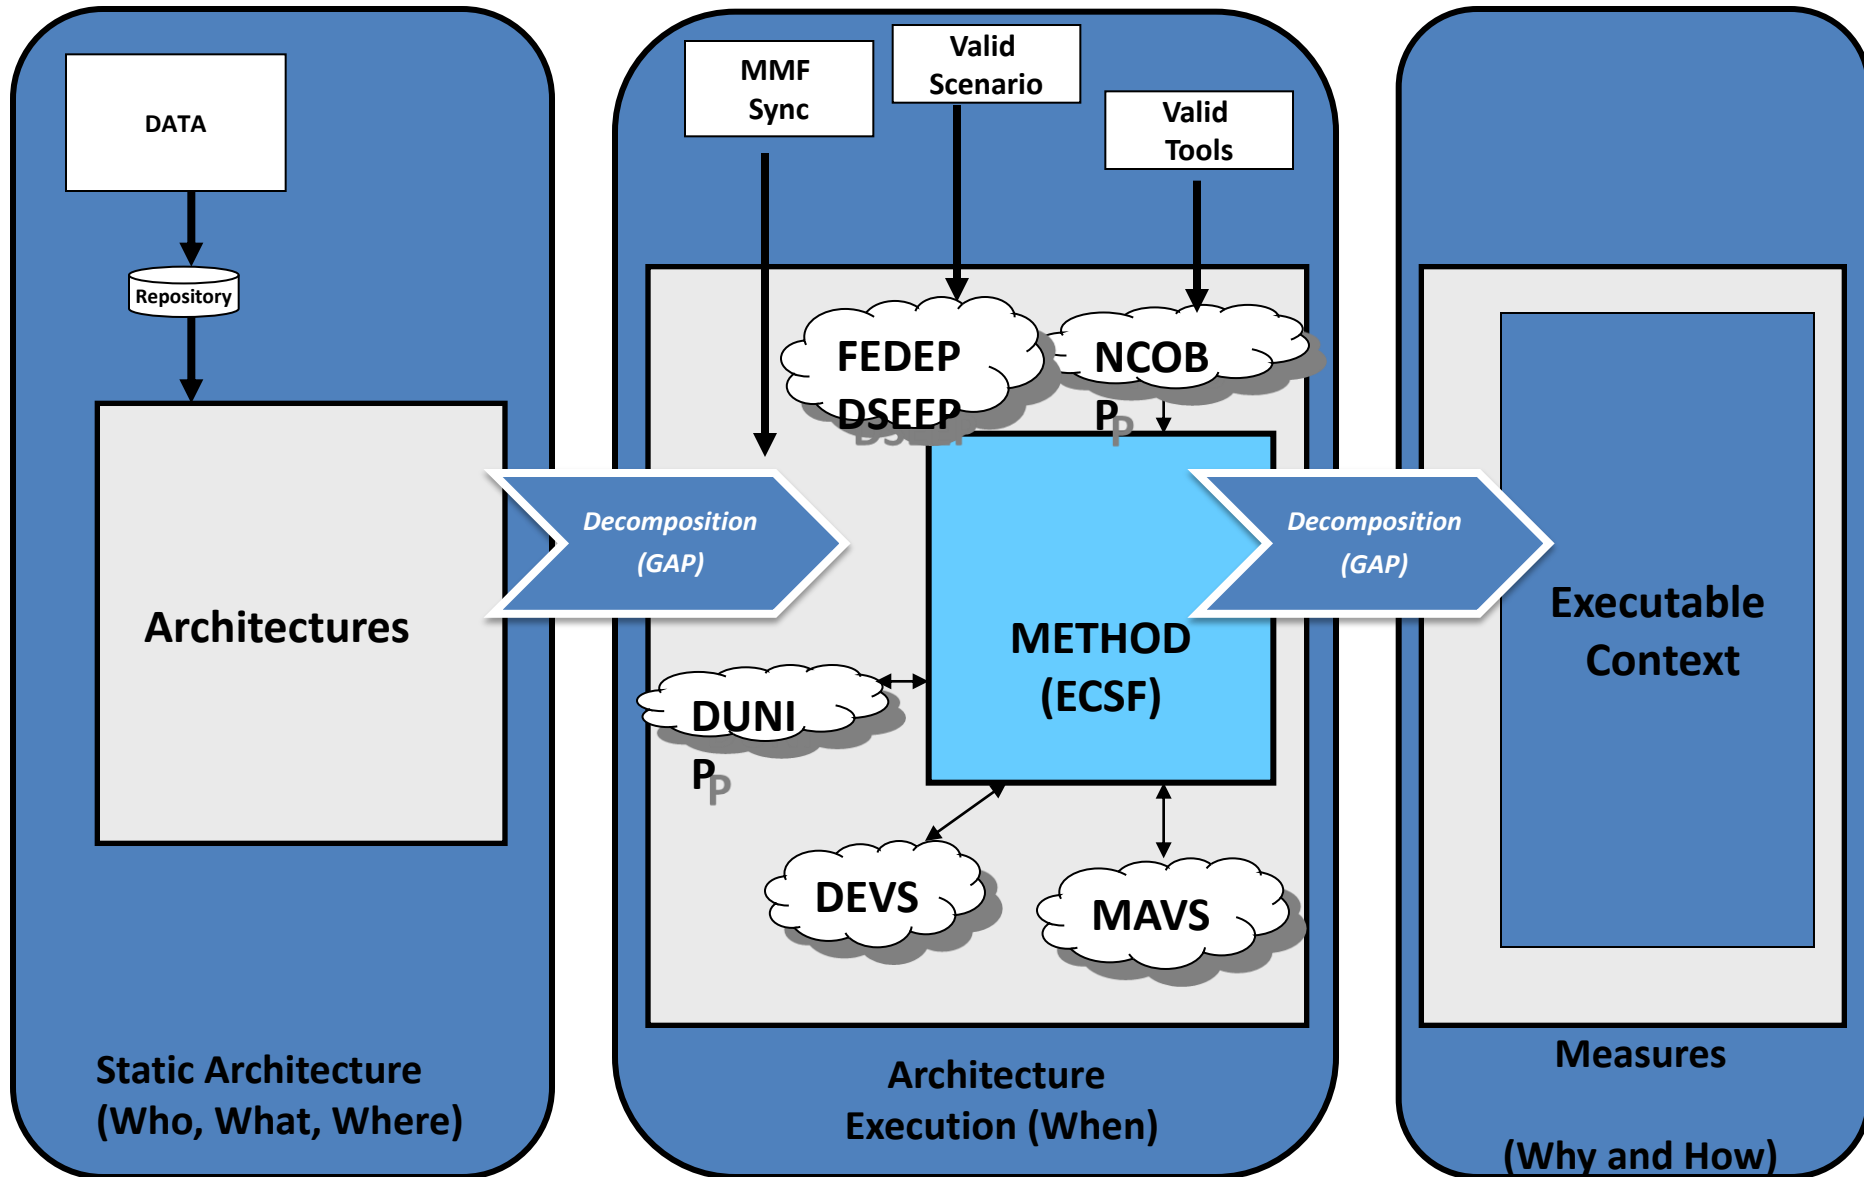 DATA
Repository
Architectures
Static Architecture
(Who, What, Where)
Decomposition
(GAP)
MMF
Sync
Valid
Scenario
Valid
Tools
FEDEP
DSEEP
NCOB
P
METHOD
(ECSF)
DUNI
P
DEVS
MAVS
Architecture
Execution (When)
Decomposition
(GAP)
Executable
Context
Measures
(Why and How)